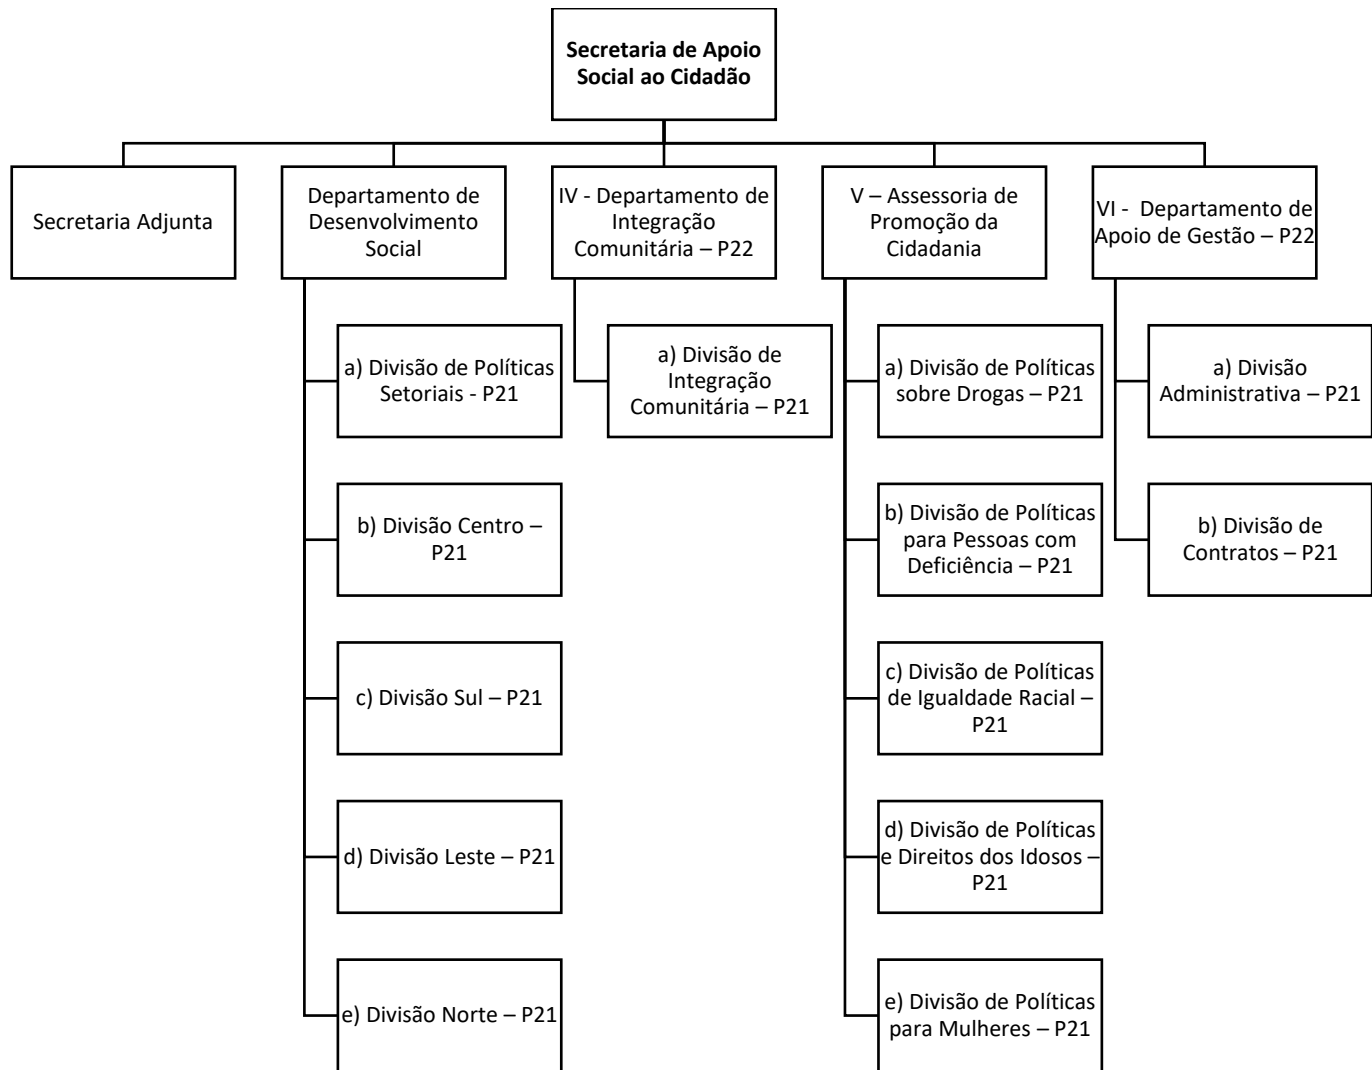 Secretaria de Apoio
Social ao Cidadão
Secretaria Adjunta
Departamento de
Desenvolvimento
Social
IV - Departamento de
Integração
Comunitária – P22
V – Assessoria de
Promoção da
Cidadania
VI -  Departamento de
Apoio de Gestão – P22
a) Divisão de Políticas
Setoriais - P21
b) Divisão Centro –
P21
c) Divisão Sul – P21
d) Divisão Leste – P21
e) Divisão Norte – P21
a) Divisão de
Integração
Comunitária – P21
a) Divisão de Políticas
sobre Drogas – P21
b) Divisão de Políticas
para Pessoas com
Deficiência – P21
c) Divisão de Políticas
de Igualdade Racial –
P21
d) Divisão de Políticas
e Direitos dos Idosos –
P21
e) Divisão de Políticas
para Mulheres – P21
a) Divisão
Administrativa – P21
b) Divisão de
Contratos – P21